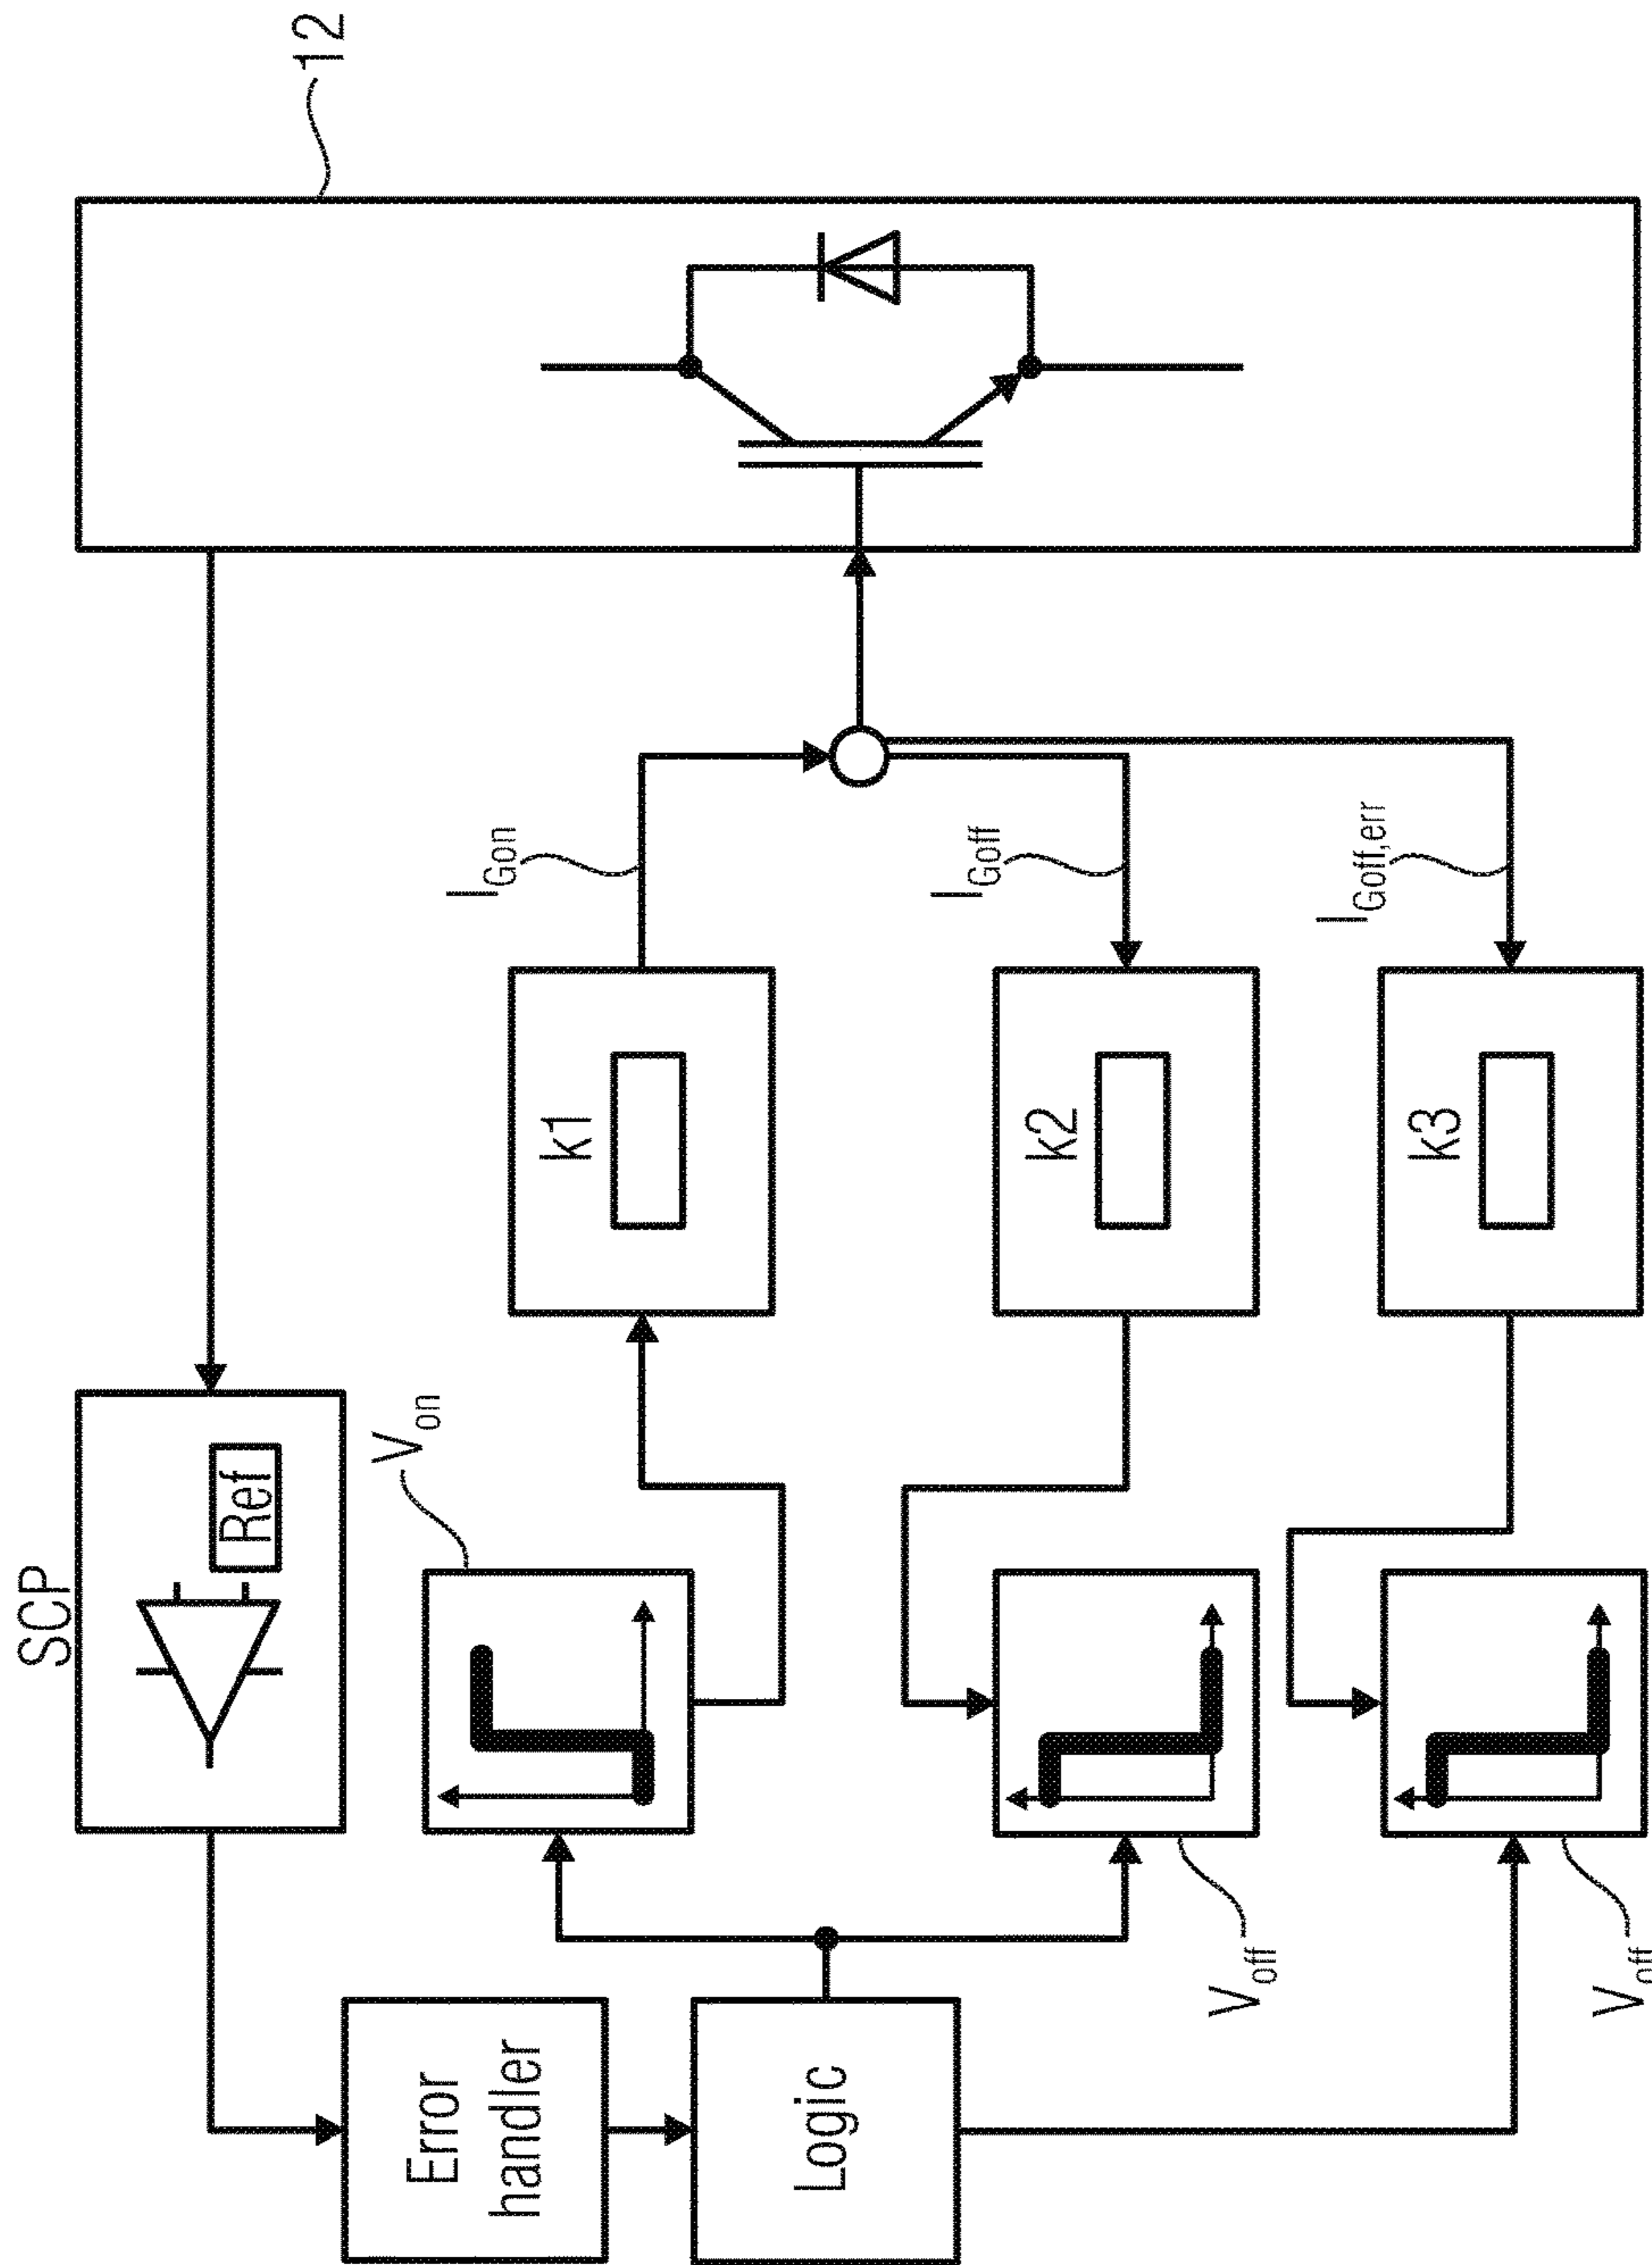 12
SCP
Ref
V_on
k1
I_Gon
Error
handler
Logic
k2
I_Goff
V_off
k3
I_Goff,err
V_off